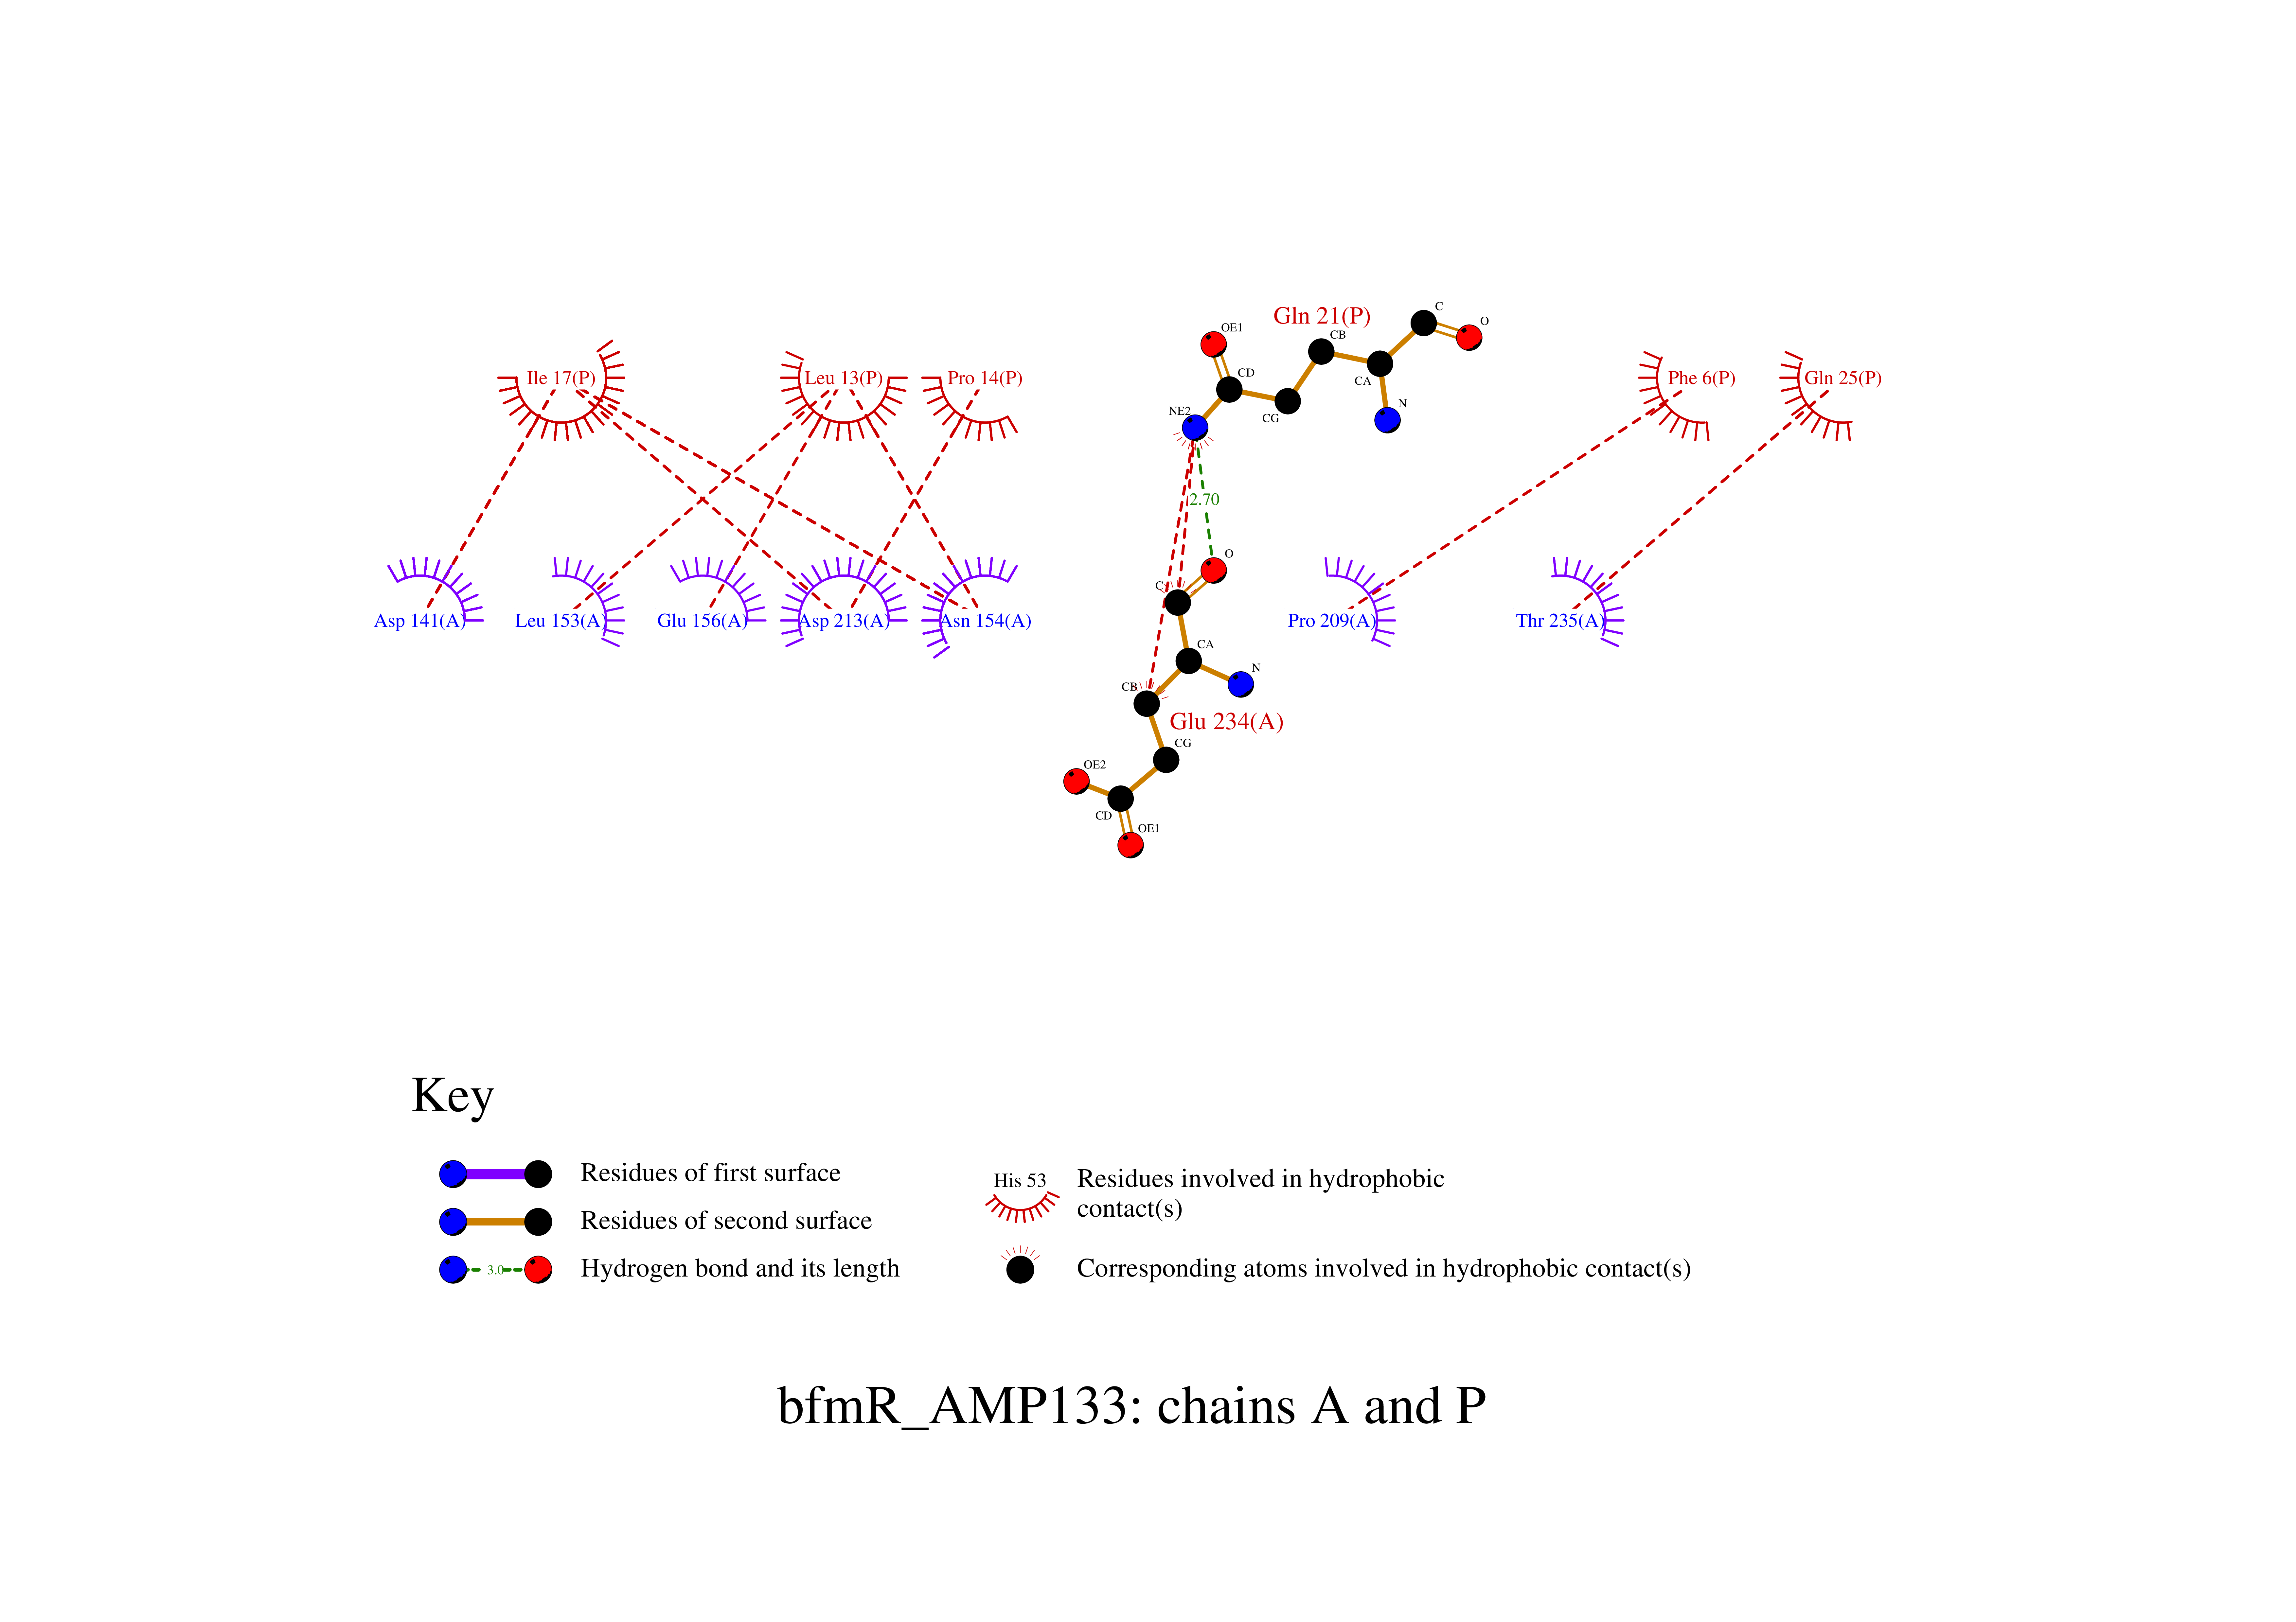 C
O
Gln 21(P)
OE1
CB
CD
CA
Ile 17(P)
Leu 13(P)
Pro 14(P)
Phe 6(P)
Gln 25(P)
NE2
CG
N
2.70
O
C
Asp 141(A)
Leu 153(A)
Glu 156(A)
Asp 213(A)
Asn 154(A)
Pro 209(A)
Thr 235(A)
CA
N
CB
Glu 234(A)
CG
OE2
CD
OE1
Key
Residues of first surface
Residues of second surface
3.0
Hydrogen bond and its length
His 53
Residues involved in hydrophobic
contact(s)
Corresponding atoms involved in hydrophobic contact(s)
bfmR_AMP133: chains A and P